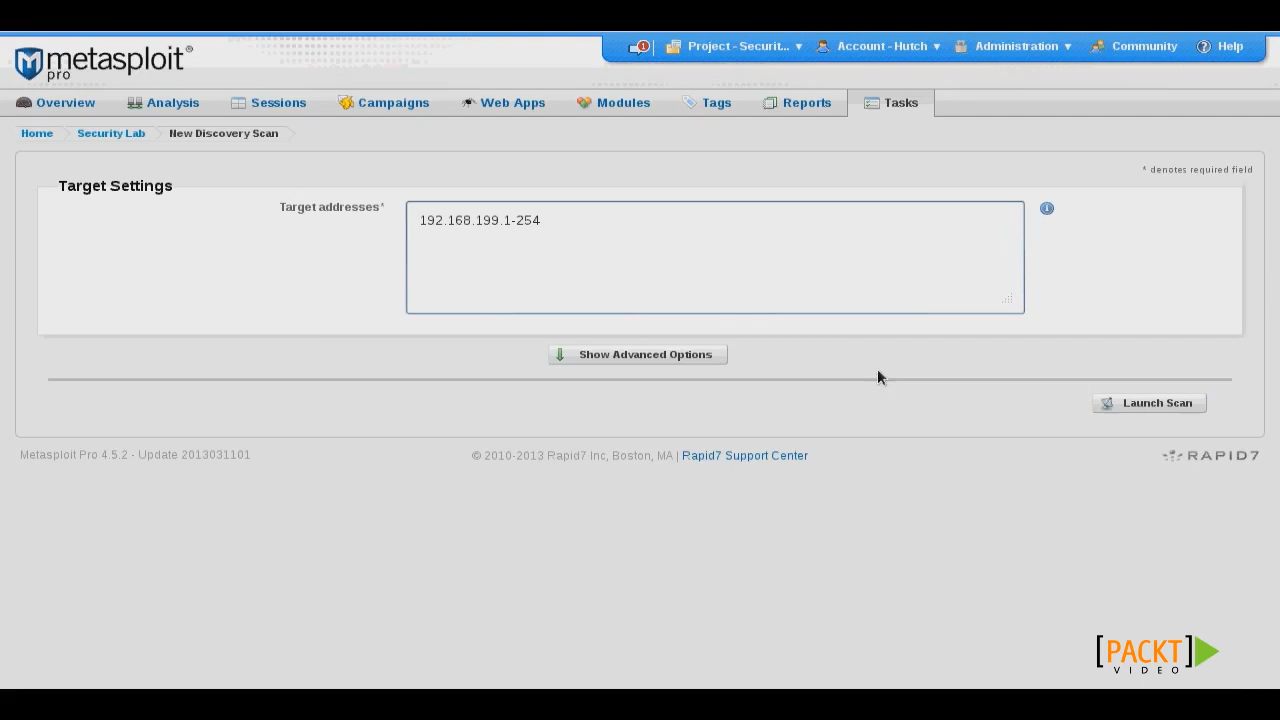 metasploit®
pro
1 Project - Securit... ▼ Account - Hutch ▼ Administration ▼ Community Help
Overview Analysis Sessions Campaigns Web Apps Modules Tags Reports Tasks
Home Security Lab New Discovery Scan
* denotes required field
Target Settings
Target addresses*
192.168.199.1-254
Show Advanced Options
Launch Scan
Metasploit Pro 4.5.2 - Update 2013031101 © 2010-2013 Rapid7 Inc, Boston, MA | Rapid7 Support Center RAPID7
[PACKT]
VIDEO